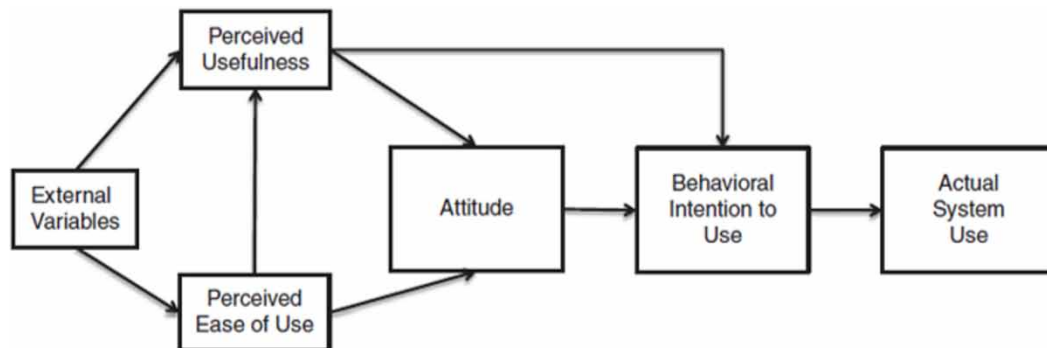 Perceived
Usefulness
External
Variables
Perceived
Ease of Use
Attitude
Behavioral
Intention to
Use
Actual
System
Use